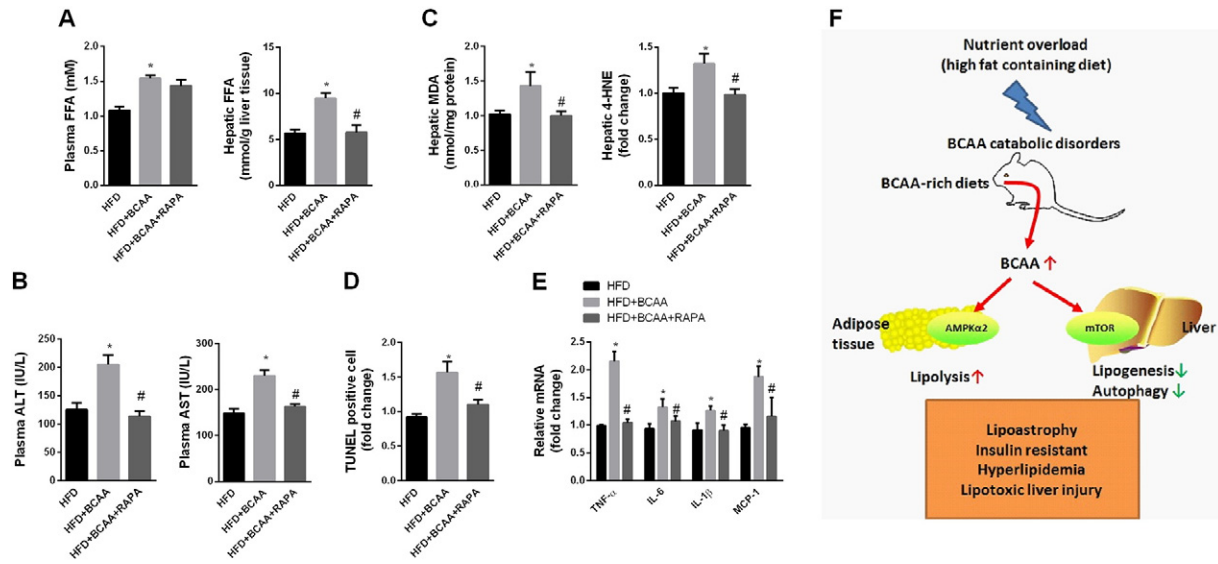 A
Plasma FFA (mM)
2.0
1.5
1.0
0.5
0.0
*
HFD
HFD+BCAA
HFD+BCAA+RAPA
Hepatic FFA
(mmol/g liver tissue)
15
10
5
0
*
#
HFD
HFD+BCAA
HFD+BCAA+RAPA
C
Hepatic MDA
(nmol/mg protein)
2.0
1.5
1.0
0.5
0.0
*
#
HFD
HFD+BCAA
HFD+BCAA+RAPA
Hepatic 4-HNE
(fold change)
1.5
1.0
0.5
0.0
*
#
HFD
HFD+BCAA
HFD+BCAA+RAPA
B
Plasma ALT (IU/L)
250
200
150
100
50
0
*
#
HFD
HFD+BCAA
HFD+BCAA+RAPA
Plasma AST (IU/L)
300
250
200
150
0
*
#
HFD
HFD+BCAA
HFD+BCAA+RAPA
D
TUNEL positive cell
(fold change)
2.0
1.5
1.0
0.5
0.0
*
#
HFD
HFD+BCAA
HFD+BCAA+RAPA
E
HFD
HFD+BCAA
HFD+BCAA+RAPA
Relative mRNA
(fold change)
2.5
2.0
1.5
1.0
0.5
0.0
*
#
*
#
*
#
*
#
TNF-α
IL-6
IL-1β
MCP-1
F
Nutrient overload
(high fat containing diet)
BCAA catabolic disorders
BCAA-rich diets
BCAA ↑
Adipose
tissue
AMPKα2
mTOR
Liver
Lipolysis ↑
Lipogenesis ↓
Autophagy ↓
Lipoastrophy
Insulin resistant
Hyperlipidemia
Lipotoxic liver injury